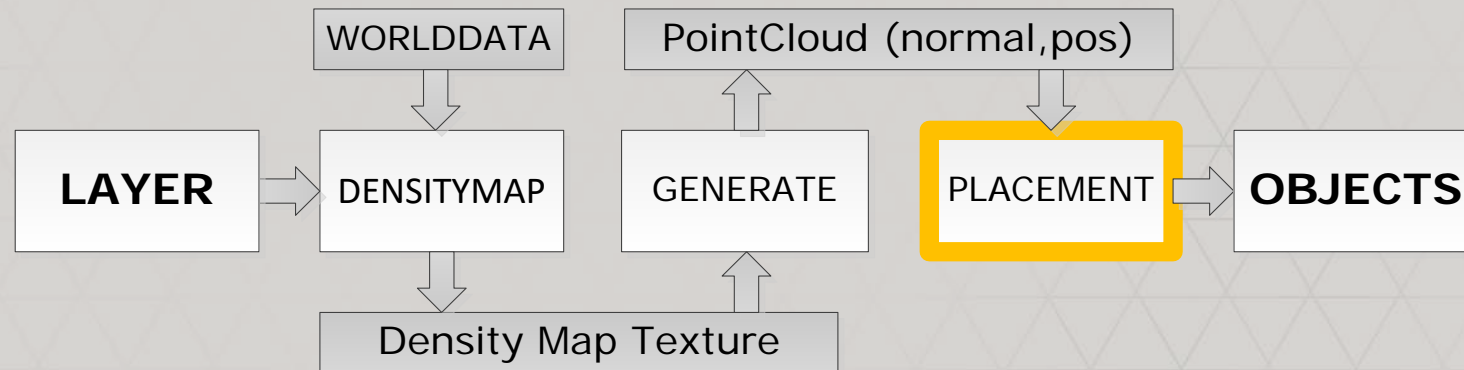 WORLDDATA
PointCloud (normal,pos)
LAYER
DENSITYMAP
GENERATE
PLACEMENT
OBJECTS
Density Map Texture